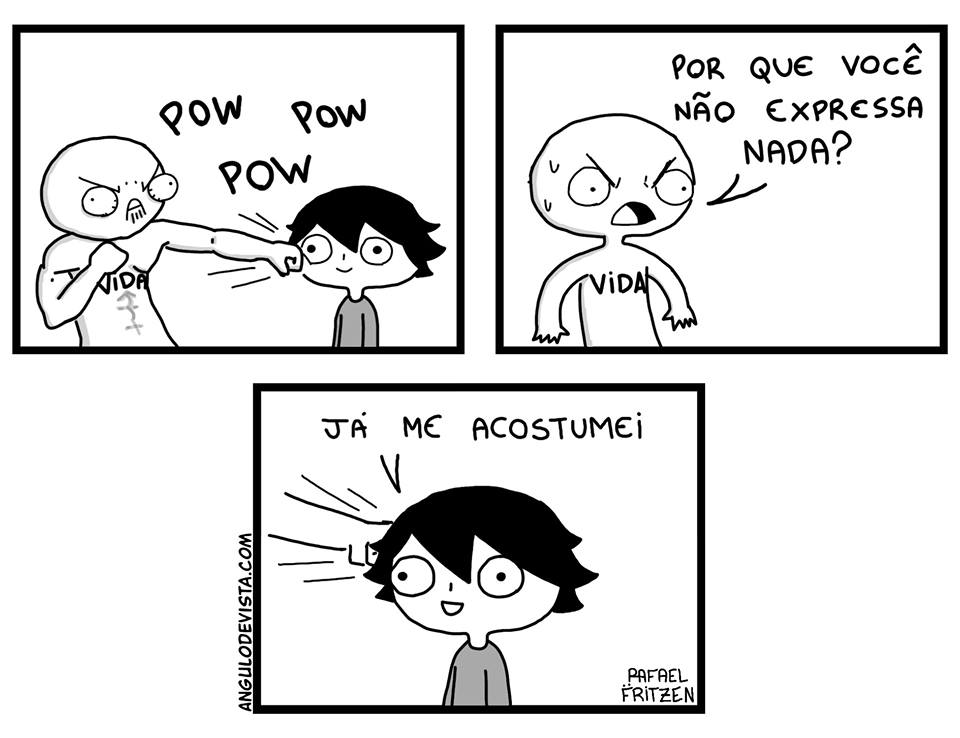 POW POW
POW
VIDA
POR QUE VOCÊ
NÃO EXPRESSA
NADA?
VIDA
JÁ ME ACOSTUMEI
ANGULODEVISTA.COM
RAFAEL
FRITZEN